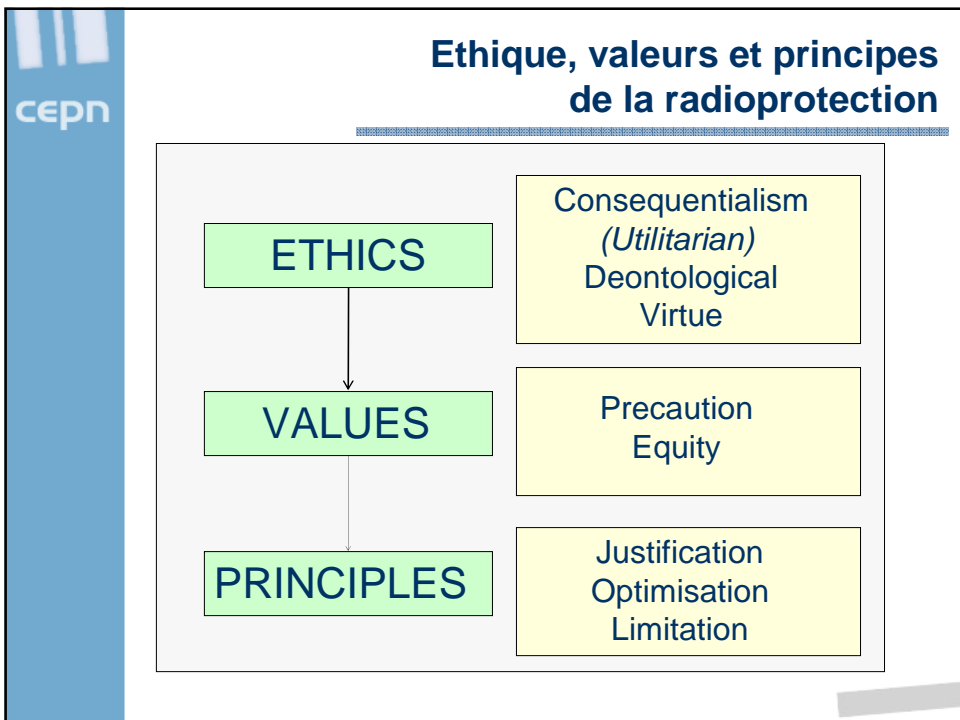 cepn
Ethique, valeurs et principes
de la radioprotection
ETHICS
Consequentialism
(Utilitarian)
Deontological
Virtue
VALUES
Precaution
Equity
PRINCIPLES
Justification
Optimisation
Limitation